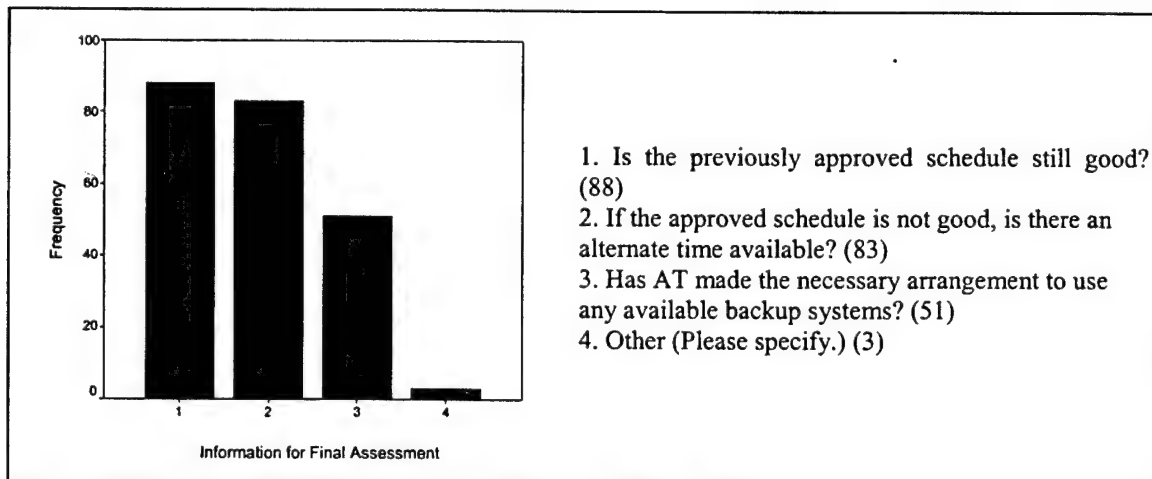 100
80
60
40
20
0
Frequency
1 2 3 4
Information for Final Assessment
1. Is the previously approved schedule still good?
(88)
2. If the approved schedule is not good, is there an
alternate time available? (83)
3. Has AT made the necessary arrangement to use
any available backup systems? (51)
4. Other (Please specify.) (3)